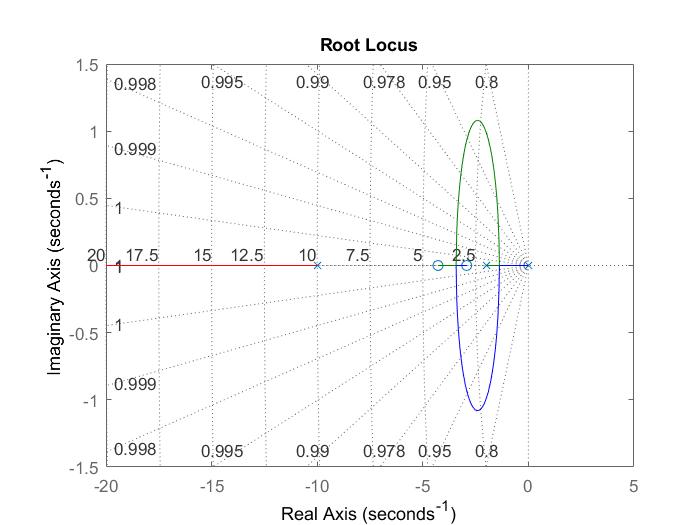 Root Locus
1.5
0.998 0.995 0.99 0.978 0.95 0.8
1
0.999
0.5
1
20 17.5 15 12.5 10 7.5 5 2.5
0 1
1
-0.5
0.999
-1
0.998 0.995 0.99 0.978 0.95 0.8
-1.5
-20 -15 -10 -5 0 5
Real Axis (seconds-1)
Imaginary Axis (seconds-1)